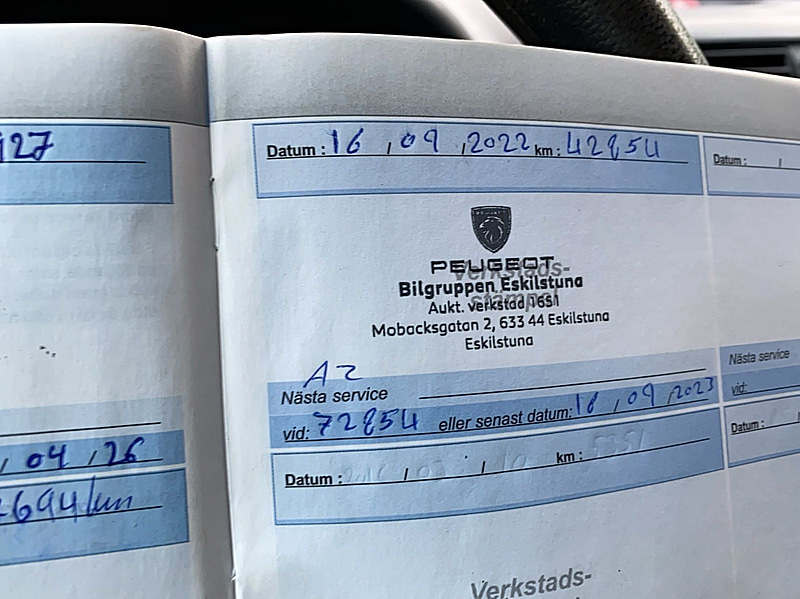 127
, 04 , 26
694 km
Datum : 16 , 09 , 2022 km : 42854
PEUGEOT
Verkstads-
stämpel
Bilgruppen Eskilstuna
Aukt. verkstad 1651
Mobacksgatan 2, 633 44 Eskilstuna
Eskilstuna
A2
Nästa service
vid: 72854 eller senast datum: 16 , 09 , 2023
Datum : , , km :
Verkstads-
Datum : ,
Nästa service
vid:
Datum : ,